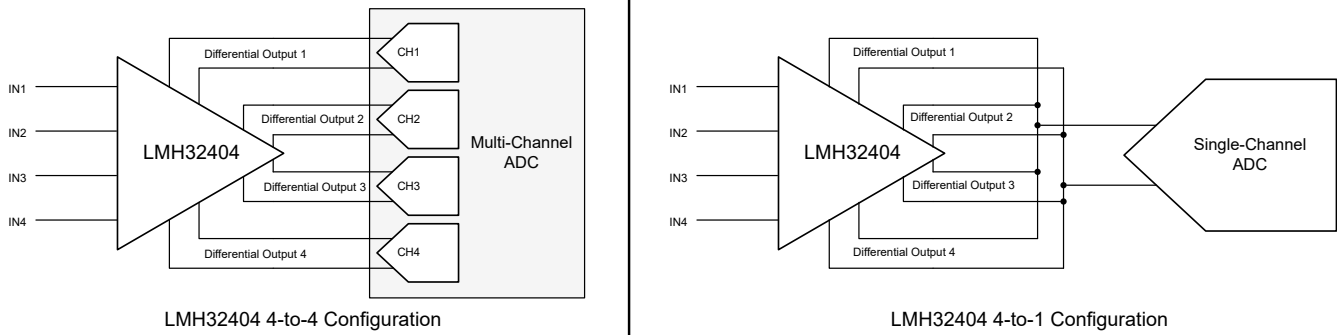 IN1
IN2
IN3
IN4
LMH32404
Differential Output 1
Differential Output 2
Differential Output 3
Differential Output 4
CH1
CH2
CH3
CH4
Multi-Channel
ADC
LMH32404 4-to-4 Configuration
IN1
IN2
IN3
IN4
LMH32404
Differential Output 1
Differential Output 2
Differential Output 3
Differential Output 4
Single-Channel
ADC
LMH32404 4-to-1 Configuration